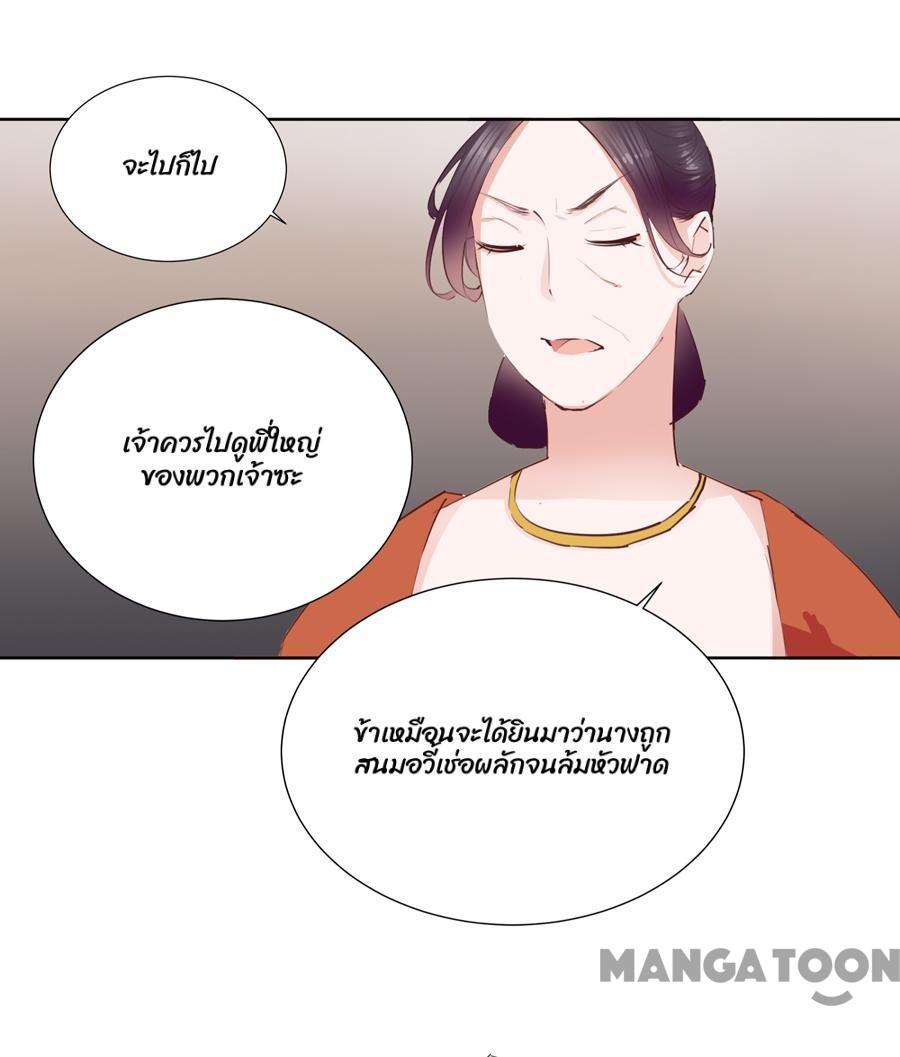 จะไปก็ไป
เจ้าควรไปดูพี่ใหญ่
ของพวกเจ้าซะ
ข้าเหมือนจะได้ยินมาว่านางถูก
สนมอวี้เช่อผลักจนล้มหัวฟาด
MANGATOON